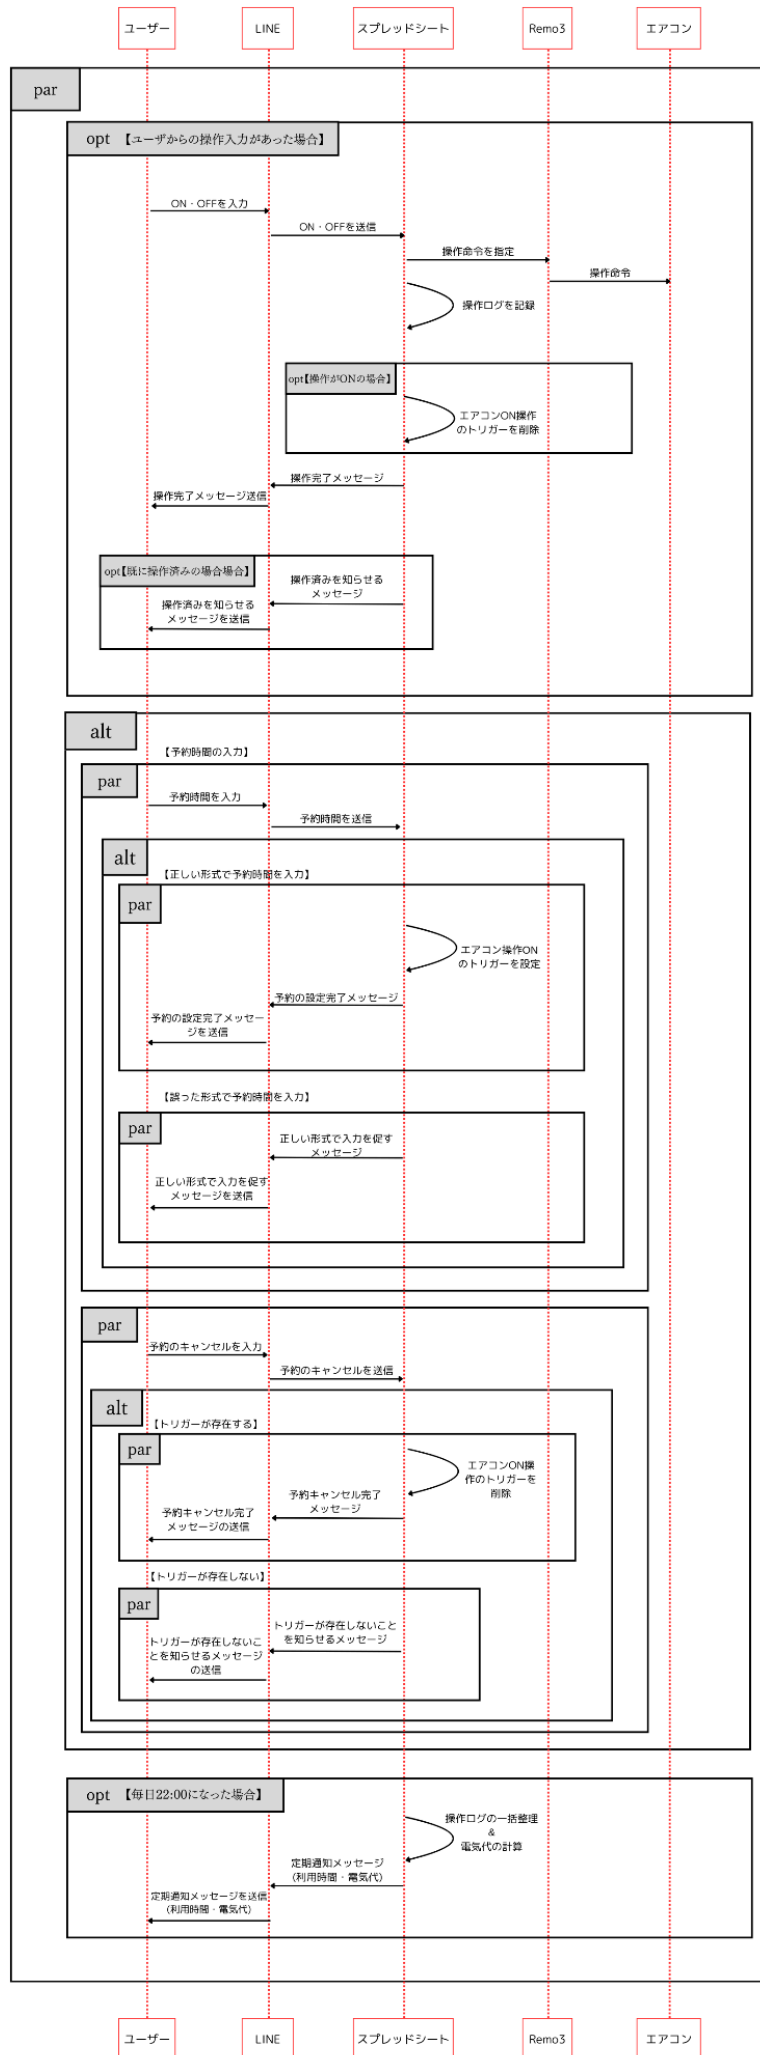 ユーザー
LINE
スプレッドシート
Remo3
エアコン
par
opt 【ユーザからの操作入力があった場合】
ON・OFFを入力
ON・OFFを送信
操作命令を指定
操作命令
操作ログを記録
opt【操作がONの場合】
エアコンON操作
のトリガーを削除
操作完了メッセージ
操作完了メッセージ送信
opt【既に操作済みの場合場合】
操作済みを知らせる
メッセージ
操作済みを知らせる
メッセージを送信
alt
【予約時間の入力】
par
予約時間を入力
予約時間を送信
alt
【正しい形式で予約時間を入力】
par
エアコン操作ON
のトリガーを設定
予約の設定完了メッセージ
予約の設定完了メッセー
ジを送信
【誤った形式で予約時間を入力】
par
正しい形式で入力を促す
メッセージ
正しい形式で入力を促す
メッセージを送信
par
予約のキャンセルを入力
予約のキャンセルを送信
alt
【トリガーが存在する】
par
エアコンON操
作のトリガーを
削除
予約キャンセル完了
メッセージ
予約キャンセル完了
メッセージの送信
【トリガーが存在しない】
par
トリガーが存在しないこと
を知らせるメッセージ
トリガーが存在しないこ
とを知らせるメッセージ
の送信
opt 【毎日22:00になった場合】
操作ログの一括整理
&
電気代の計算
定期通知メッセージ
(利用時間・電気代)
定期通知メッセージを送信
(利用時間・電気代)
ユーザー
LINE
スプレッドシート
Remo3
エアコン